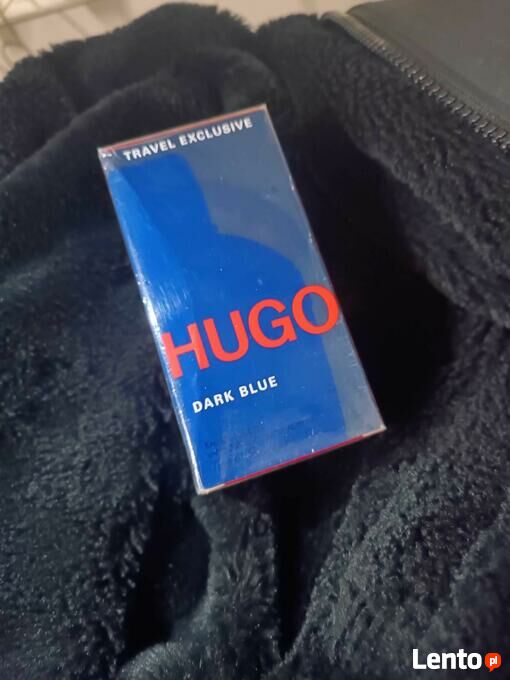 TRAVEL EXCLUSIVE
HUGO
DARK BLUE
Lento pl